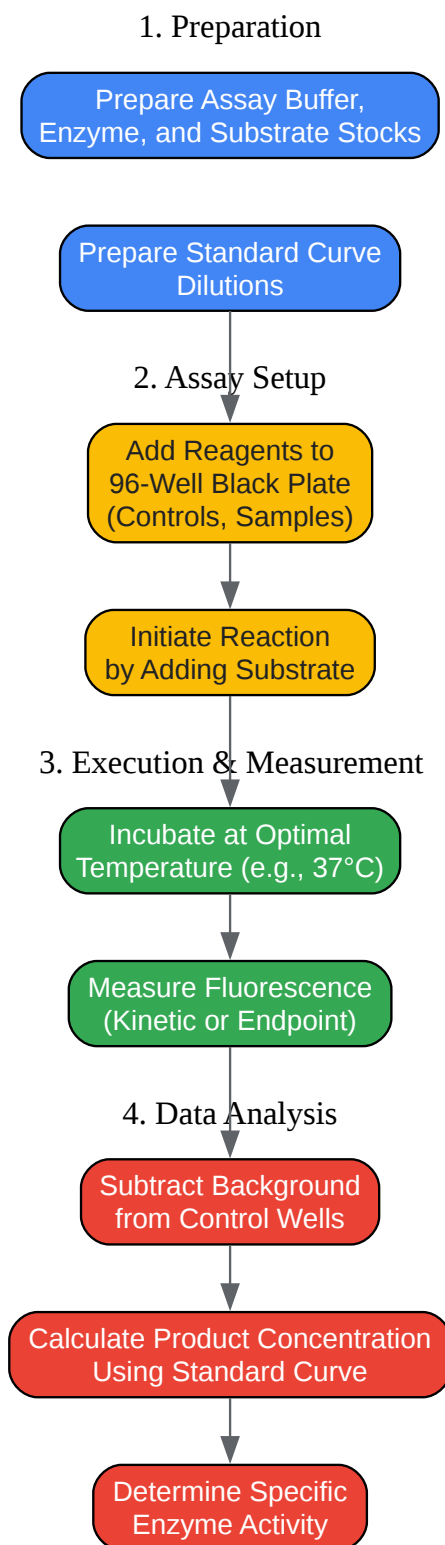 1. Preparation
Prepare Assay Buffer,
Enzyme, and Substrate Stocks
Prepare Standard Curve
Dilutions
2. Assay Setup
Add Reagents to
96-Well Black Plate
(Controls, Samples)
Initiate Reaction
by Adding Substrate
3. Execution & Measurement
Incubate at Optimal
Temperature (e.g., 37°C)
Measure Fluorescence
(Kinetic or Endpoint)
4. Data Analysis
Subtract Background
from Control Wells
Calculate Product Concentration
Using Standard Curve
Determine Specific
Enzyme Activity